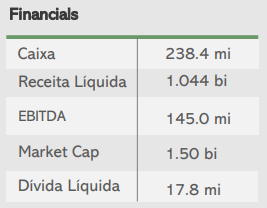 Financials
Caixa 238.4 mi
Receita Líquida 1.044 bi
EBITDA 145.0 mi
Market Cap 1.50 bi
Dívida Líquida 17.8 mi